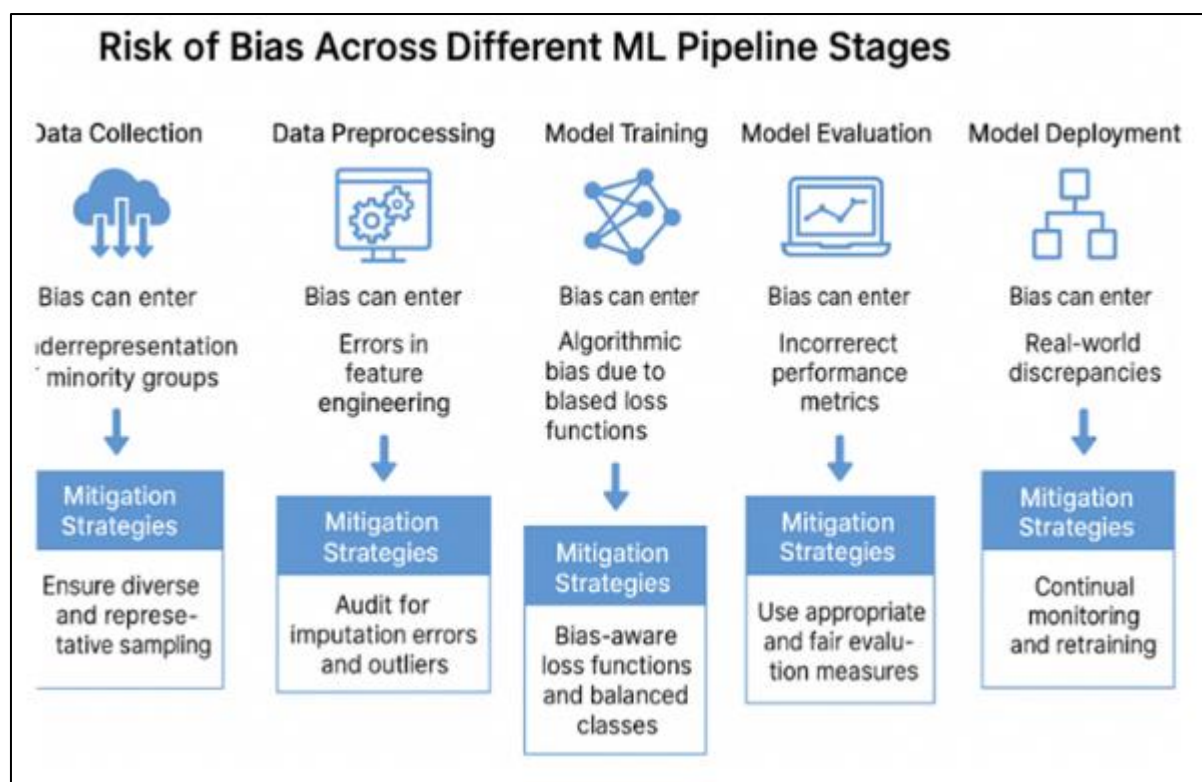 Risk of Bias Across Different ML Pipeline Stages
Data Collection
Bias can enter
nderrepresentation
minority groups
Mitigation
Strategies
Ensure diverse
and represe-
tative sampling
Data Preprocessing
Bias can enter
Errors in
feature
engineering
Mitigation
Strategies
Audit for
imputation errors
and outliers
Model Training
Bias can enter
Algorithmic
bias due to
blased loss
functions
Mitigation
Strategies
Bias-aware
loss functions
and balanced
classes
Model Evaluation
Bias can enter
Incorrerect
performance
metrics
Mitigation
Strategies
Use appropriate
and fair evalu-
tion measures
Model Deployment
Bias can enter
Real-world
discrepancies
Mitigation
Strategies
Continual
monitoring
and retraining